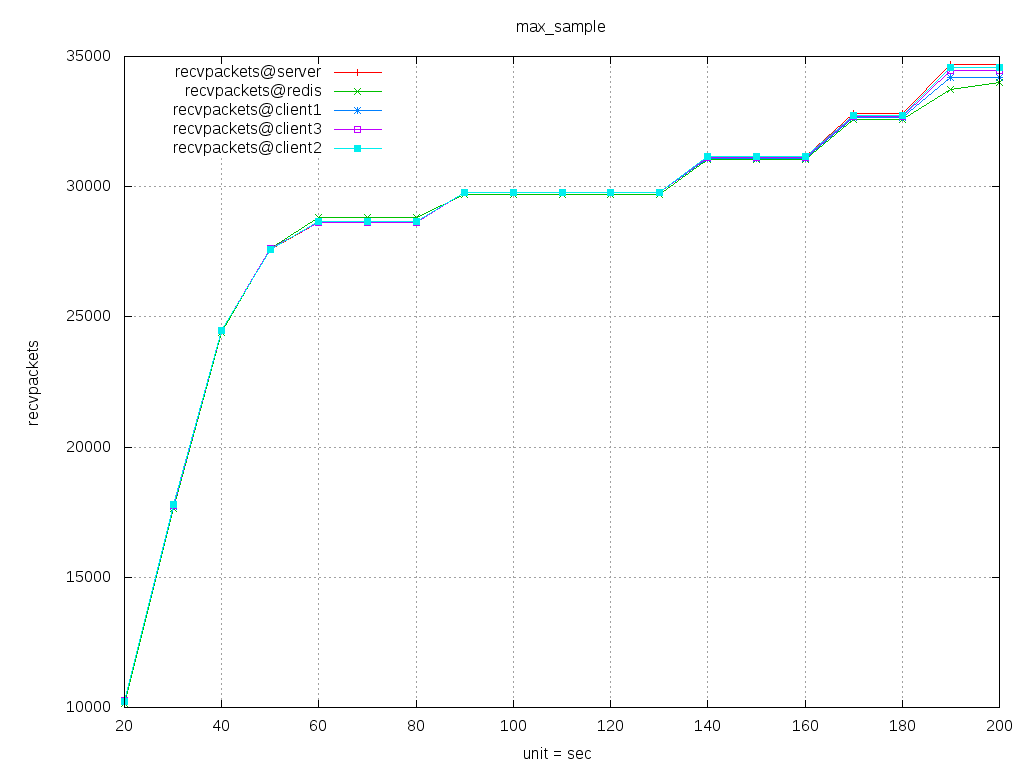 max_sample
35000
30000
25000
20000
15000
10000
recvpackets
recvpackets@server
recvpackets@redis
recvpackets@client1
recvpackets@client3
recvpackets@client2
20 40 60 80 100 120 140 160 180 200
unit = sec